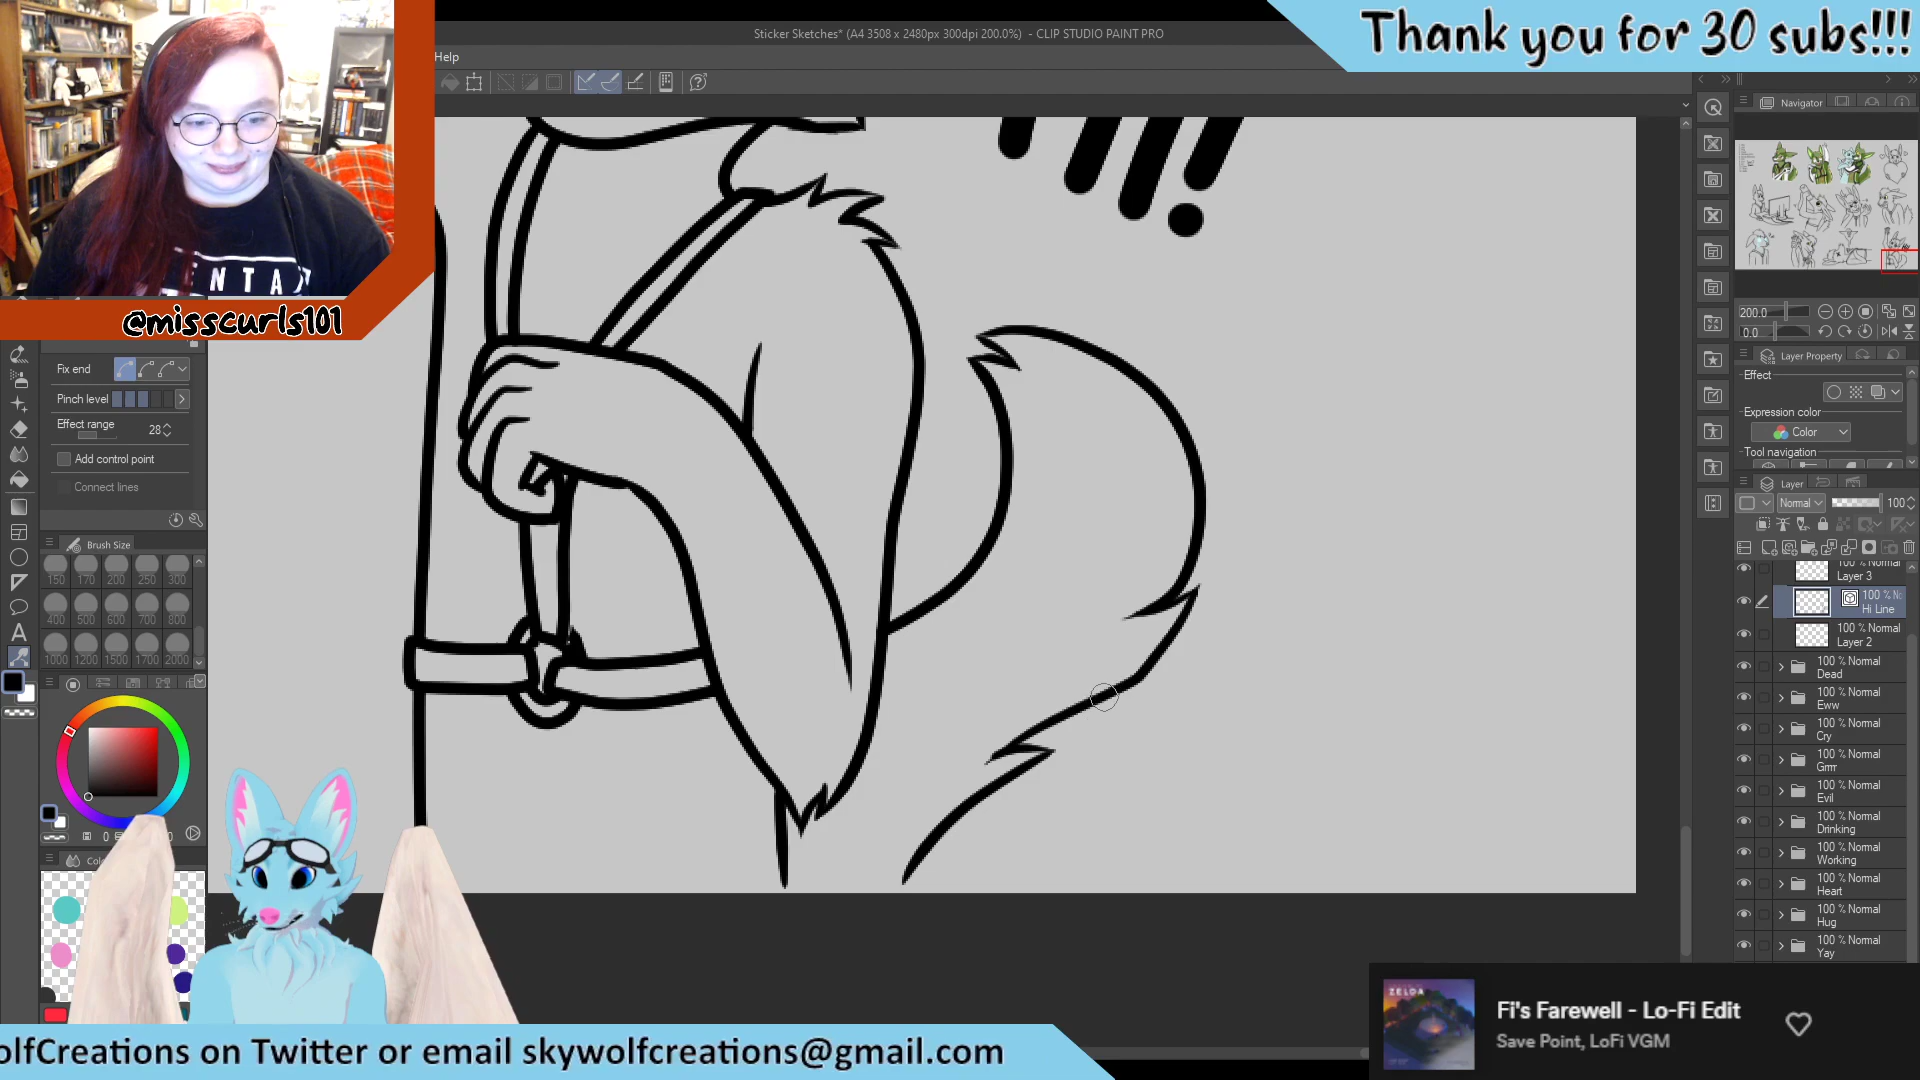 Thank you for 30 subs!!!
Sticker Sketches* (A4 3508 x 2480px 300dpi 200.0%) - CLIP STUDIO PAINT PRO
Help
Navigator
200.0
0.0
Layer Property
Effect
Expression color
Color
Tool navigation
Layer
Normal
100
Layer 3
100 %
Hi Line
100 % Normal
Layer 2
100 % Normal
Dead
100 % Normal
Eww
100 % Normal
Cry
100 % Normal
Grrr
100 % Normal
Evil
100 % Normal
Drinking
100 % Normal
Working
100 % Normal
Heart
100 % Normal
Hug
100 % Normal
Yay
@misscurls101
Fix end
Pinch level
Effect range
28
Add control point
Connect lines
Brush Size
150 170 200 250 300
400 500 600 700 800
1000 1200 1500 1700 2000
ZELDA
Fi's Farewell - Lo-Fi Edit
Save Point, LoFi VGM
olfCreations on Twitter or email skywolfcreations@gmail.com